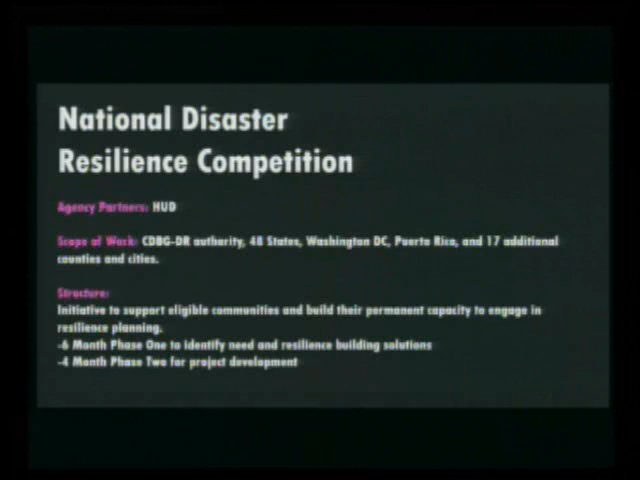 National Disaster
Resilience Competition
Agency Partners: HUD
Scope of Work: CDBG-DR authority, 48 States, Washington DC, Puerto Rico, and 17 additional
counties and cities.
Structure:
Initiative to support eligible communities and build their permanent capacity to engage in
resilience planning.
-6 Month Phase One to identify need and resilience building solutions
-4 Month Phase Two for project development